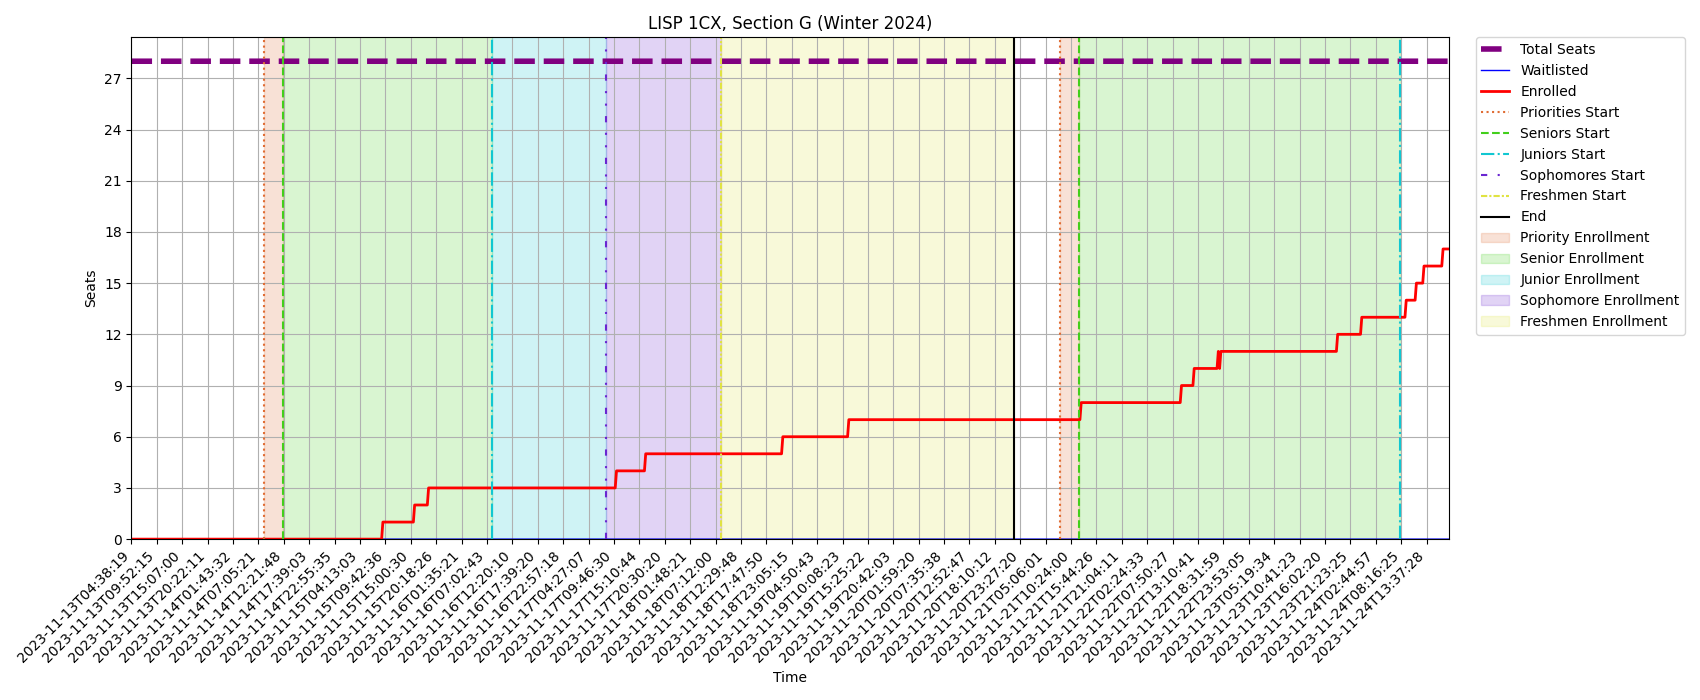 LISP 1CX, Section G (Winter 2024)
Seats
27
24
21
18
15
12
9
6
3
0
2023-11-13T04:38:19
2023-11-13T09:52:15
2023-11-13T15:07:00
2023-11-13T20:22:11
2023-11-14T01:43:32
2023-11-14T07:05:21
2023-11-14T12:21:48
2023-11-14T17:39:03
2023-11-14T22:55:35
2023-11-15T04:13:03
2023-11-15T09:42:36
2023-11-15T15:00:30
2023-11-15T20:18:26
2023-11-16T01:35:21
2023-11-16T07:02:43
2023-11-16T12:20:10
2023-11-16T17:39:20
2023-11-16T22:57:18
2023-11-17T04:27:07
2023-11-17T09:46:30
2023-11-17T15:10:44
2023-11-17T20:30:20
2023-11-18T01:48:21
2023-11-18T07:12:00
2023-11-18T12:29:48
2023-11-18T17:47:50
2023-11-18T23:05:15
2023-11-19T04:50:43
2023-11-19T10:08:23
2023-11-19T15:25:22
2023-11-19T20:42:03
2023-11-20T01:59:20
2023-11-20T07:35:38
2023-11-20T12:52:47
2023-11-20T18:10:12
2023-11-20T23:27:20
2023-11-21T05:06:01
2023-11-21T10:24:00
2023-11-21T15:44:26
2023-11-21T21:04:11
2023-11-22T02:24:33
2023-11-22T07:50:27
2023-11-22T13:10:41
2023-11-22T18:31:59
2023-11-22T23:53:05
2023-11-23T05:19:34
2023-11-23T10:41:23
2023-11-23T16:02:20
2023-11-23T21:23:25
2023-11-24T02:44:57
2023-11-24T08:16:25
2023-11-24T13:37:28
Time
Total Seats
Waitlisted
Enrolled
Priorities Start
Seniors Start
Juniors Start
Sophomores Start
Freshmen Start
End
Priority Enrollment
Senior Enrollment
Junior Enrollment
Sophomore Enrollment
Freshmen Enrollment